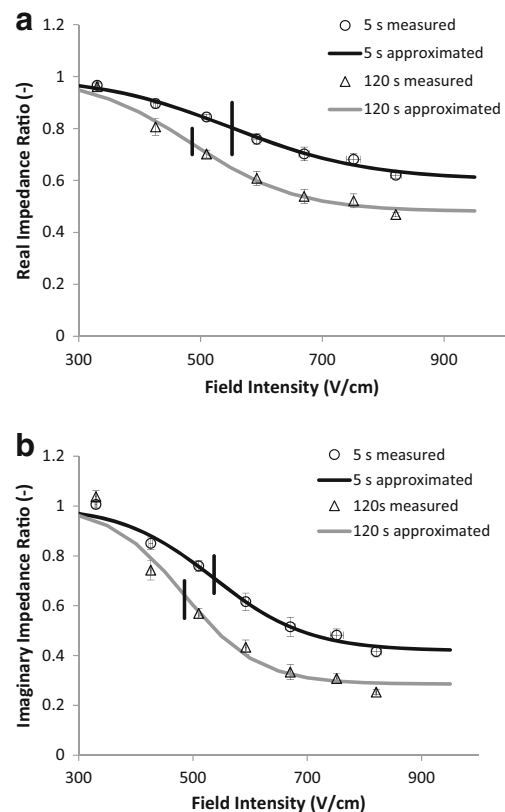 a
1.2
1
0.8
0.6
0.4
0.2
0
Real Impedance Ratio (-)
5 s measured
5 s approximated
120 s measured
120 s approximated
300
500
700
900
Field Intensity (V/cm)
b
1.2
1
0.8
0.6
0.4
0.2
0
Imaginary Impedance Ratio (-)
5 s measured
5 s approximated
120s measured
120 s approximated
300
500
700
900
Field Intensity (V/cm)